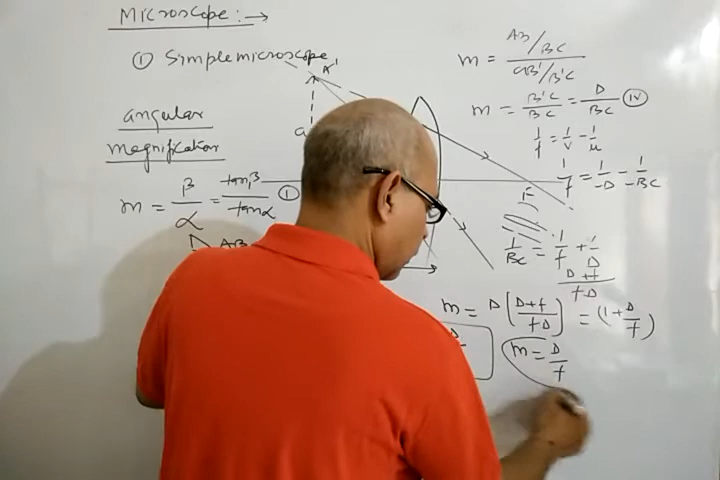 Microscope :→
① Simple microscope
A'
a
angular
magnification
m = β/α = tanβ/tanα ①
AB
m = AB/BC / aB'/B'C
m = B'C/BC = D/BC (IV)
1/f = 1/v - 1/u
1/f = 1/-D - 1/-BC
F
1/BC = 1/f + 1/D
D+f/fD
m = D(D+f/fD) = (1+D/f)
m = D/f